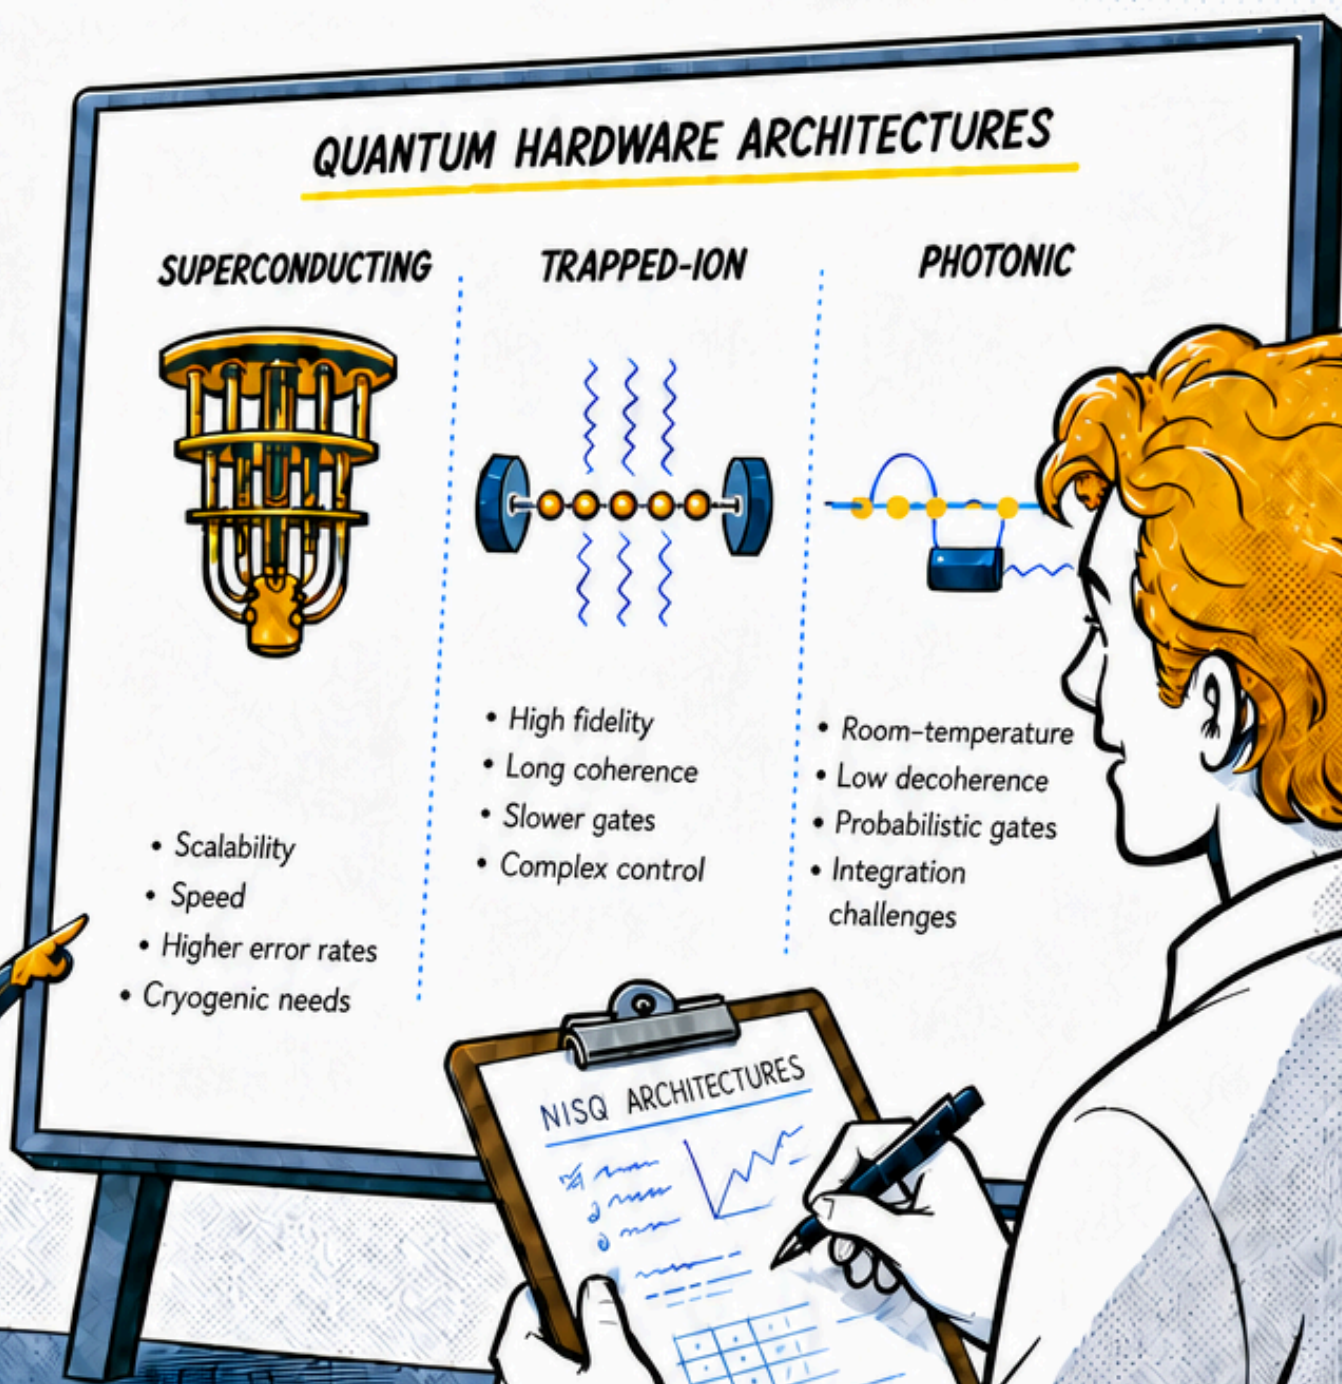 QUANTUM HARDWARE ARCHITECTURES
SUPERCONDUCTING
• Scalability
• Speed
• Higher error rates
• Cryogenic needs
TRAPPED-ION
• High fidelity
• Long coherence
• Slower gates
• Complex control
PHOTONIC
• Room-temperature
• Low decoherence
• Probabilistic gates
• Integration
challenges
NISQ ARCHITECTURES